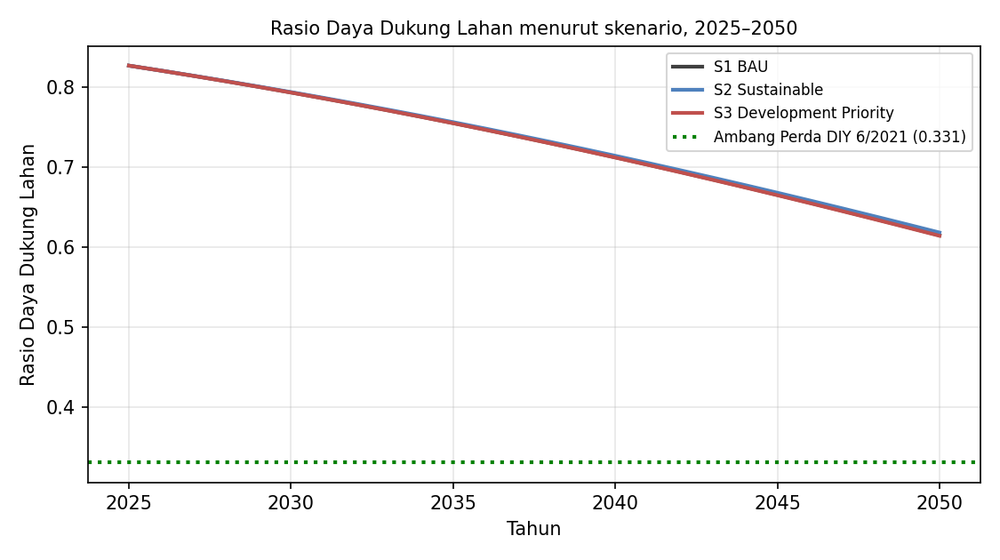 Rasio Daya Dukung Lahan menurut skenario, 2025–2050
S1 BAU
S2 Sustainable
S3 Development Priority
Ambang Perda DIY 6/2021 (0.331)
Rasio Daya Dukung Lahan
0.8
0.7
0.6
0.5
0.4
2025 2030 2035 2040 2045 2050
Tahun